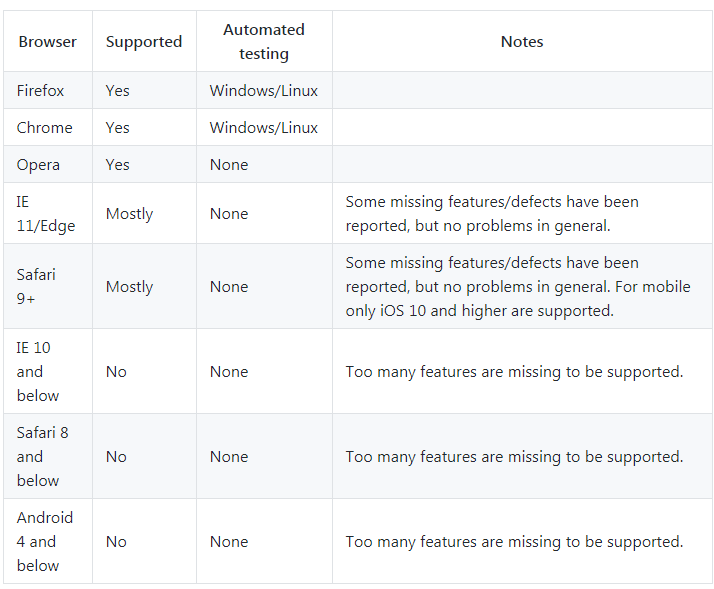 Browser Supported Automated testing Notes
Firefox Yes Windows/Linux
Chrome Yes Windows/Linux
Opera Yes None
IE 11/Edge Mostly None Some missing features/defects have been
reported, but no problems in general.
Safari 9+ Mostly None Some missing features/defects have been
reported, but no problems in general. For mobile
only iOS 10 and higher are supported.
IE 10 and below No None Too many features are missing to be supported.
Safari 8 and below No None Too many features are missing to be supported.
Android 4 and below No None Too many features are missing to be supported.